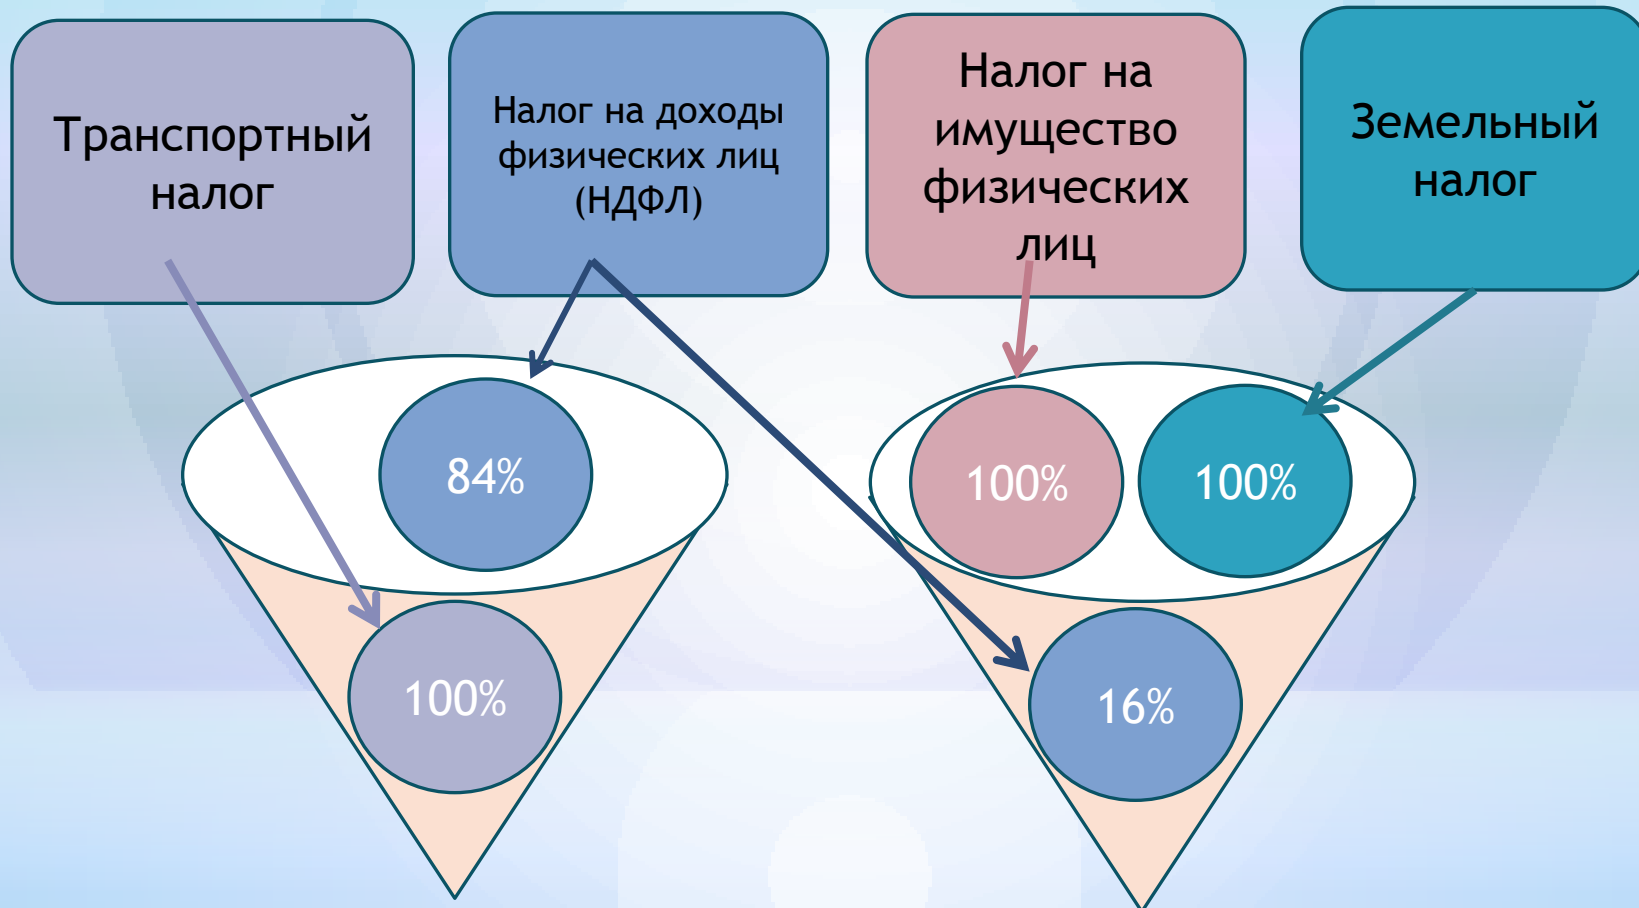 Транспортный
налог
Налог на доходы
физических лиц
(НДФЛ)
Налог на
имущество
физических
лиц
Земельный
налог
84%
100%
100%
100%
16%